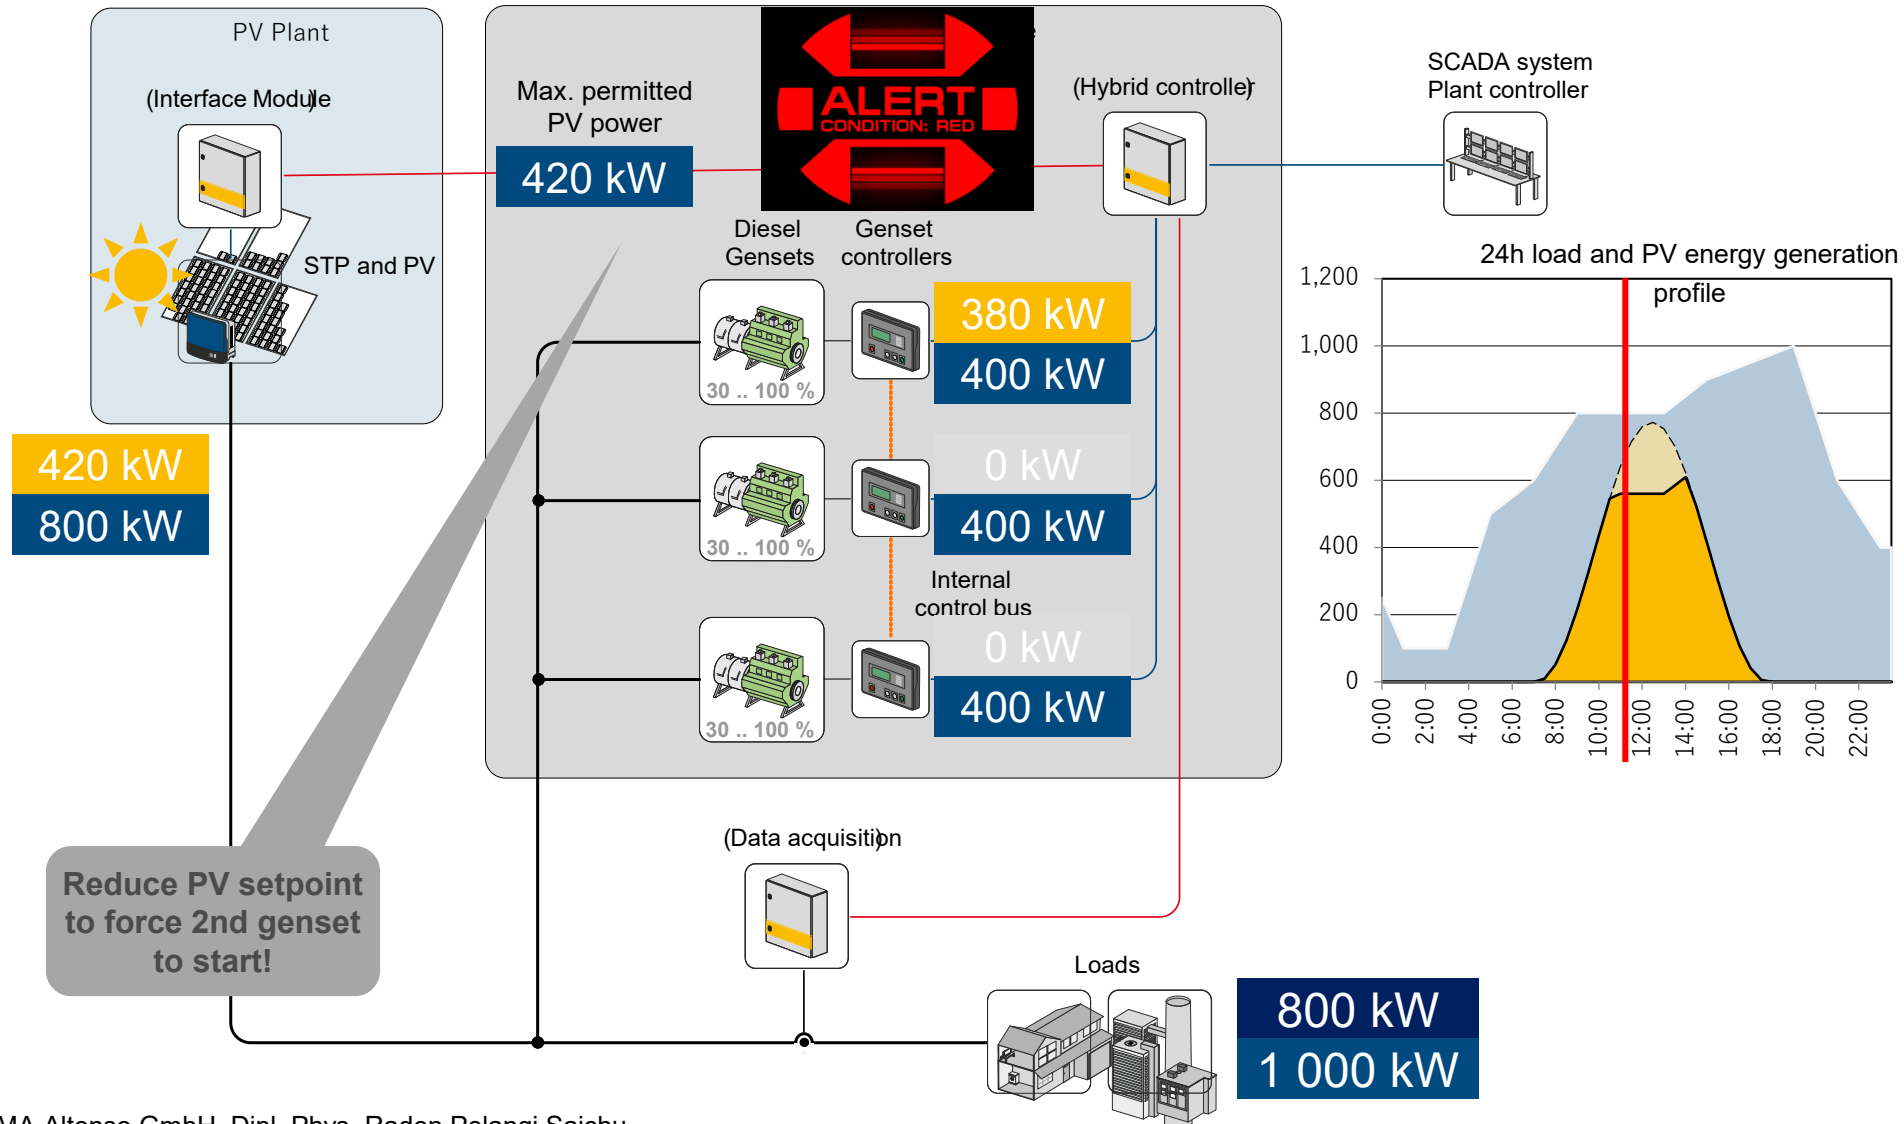 PV Plant
(Interface Module)
STP and PV
420 kW
800 kW
Max. permitted
PV power
420 kW
ALERT
CONDITION: RED
(Hybrid controller)
SCADA system
Plant controller
Diesel
Gensets
Genset
controllers
380 kW
400 kW
30 .. 100 %
0 kW
400 kW
30 .. 100 %
Internal
control bus
0 kW
400 kW
30 .. 100 %
24h load and PV energy generation
profile
1,200
1,000
800
600
400
200
0
0:00
2:00
4:00
6:00
8:00
10:00
12:00
14:00
16:00
18:00
20:00
22:00
Reduce PV setpoint
to force 2nd genset
to start!
(Data acquisition)
Loads
800 kW
1 000 kW